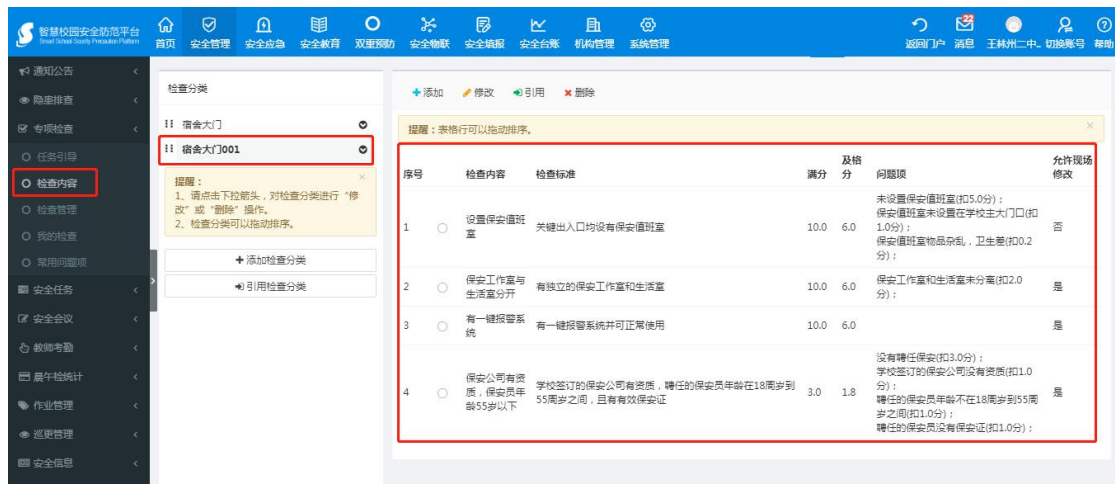 智慧校园安全防范平台
首页 安全管理 安全应急 安全教育 双重预防 安全物联 安全填报 安全台账 机构管理 系统管理 返回门户 22 消息 王林州二中_ 切换账号 帮助
通知公告
隐患排查
专项检查
任务引导
检查内容
检查管理
我的检查
常用问题项
安全任务
安全会议
教师考勤
晨午检统计
作业管理
巡更管理
安全信息
检查分类
宿舍大门
宿舍大门001
提醒：
1、请点击下拉箭头，对检查分类进行“修
改”或“删除”操作。
2、检查分类可以拖动排序。
添加检查分类
引用检查分类
添加 修改 引用 删除
提醒：表格行可以拖动排序。
序号 检查内容 检查标准 满分 及格
分 问题项 允许现场
修改
1 设置保安值班
室 关键出入口均设有保安值班室 10.0 6.0 未设置保安值班室(扣5.0分)；
保安值班室未设置在学校主大门口(扣
1.0分)；
保安值班室物品杂乱，卫生差(扣0.2
分)； 否
2 保安工作室与
生活室分开 有独立的保安工作室和生活室 10.0 6.0 保安工作室和生活室未分离(扣2.0
分)； 是
3 有一键报警系
统 有一键报警系统并可正常使用 10.0 6.0 是
4 保安公司有资
质，保安员年
龄55岁以下 学校签订的保安公司有资质，聘任的保安员年龄在18周岁到
55周岁之间，且有有效保安证 3.0 1.8 没有聘任保安(扣3.0分)；
学校签订的保安公司没有资质(扣1.0
分)；
聘任的保安员年龄不在18周岁到55周
岁之间(扣1.0分)；
聘任的保安员没有保安证(扣1.0分)； 是